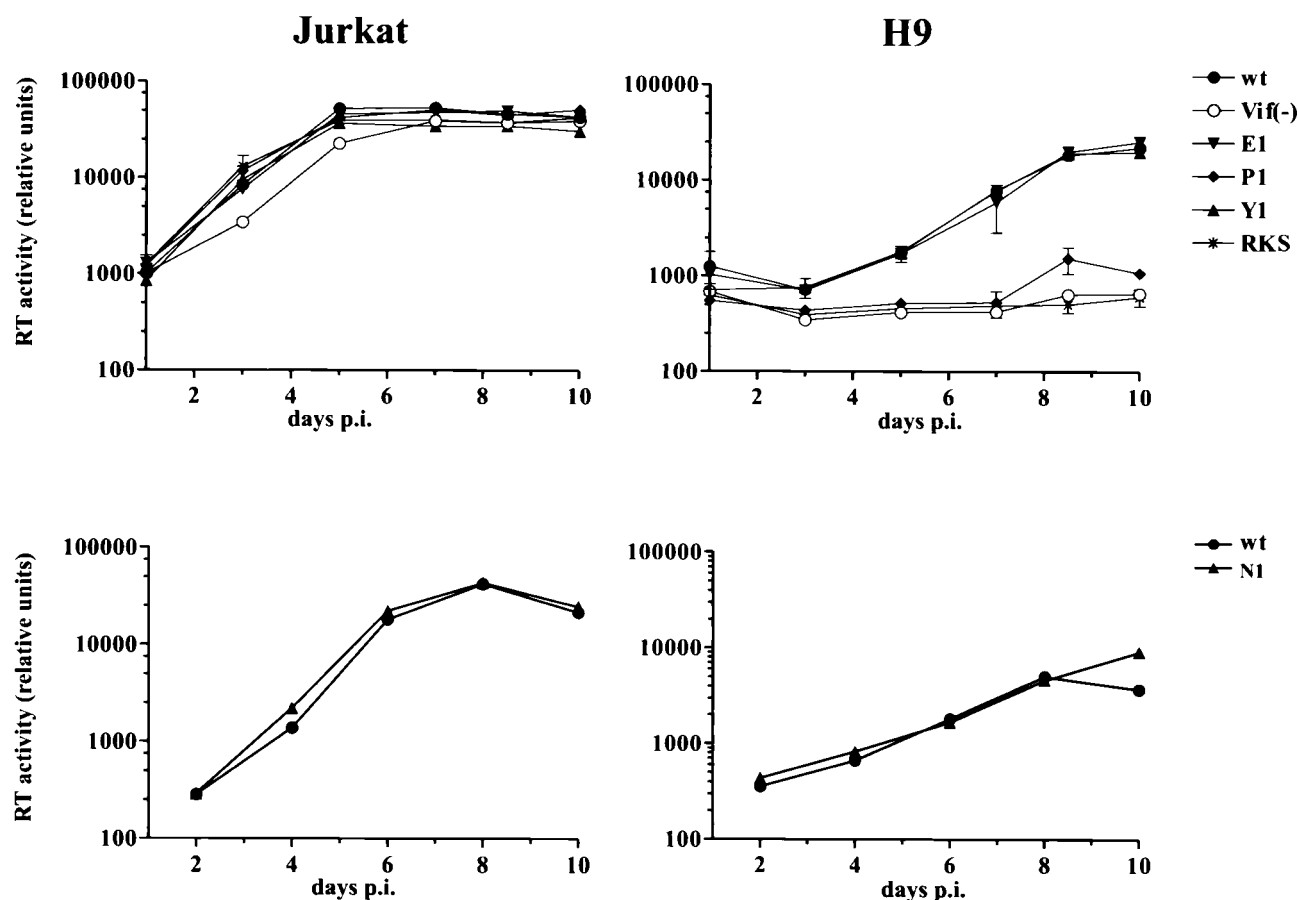 Jurkat
H9
RT activity (relative units)
100000
10000
1000
100
2 4 6 8 10
days p.i.
100000
10000
1000
100
2 4 6 8 10
days p.i.
wt
Vif(-)
E1
P1
Y1
RKS
RT activity (relative units)
100000
10000
1000
100
2 4 6 8 10
days p.i.
100000
10000
1000
100
2 4 6 8 10
days p.i.
wt
N1